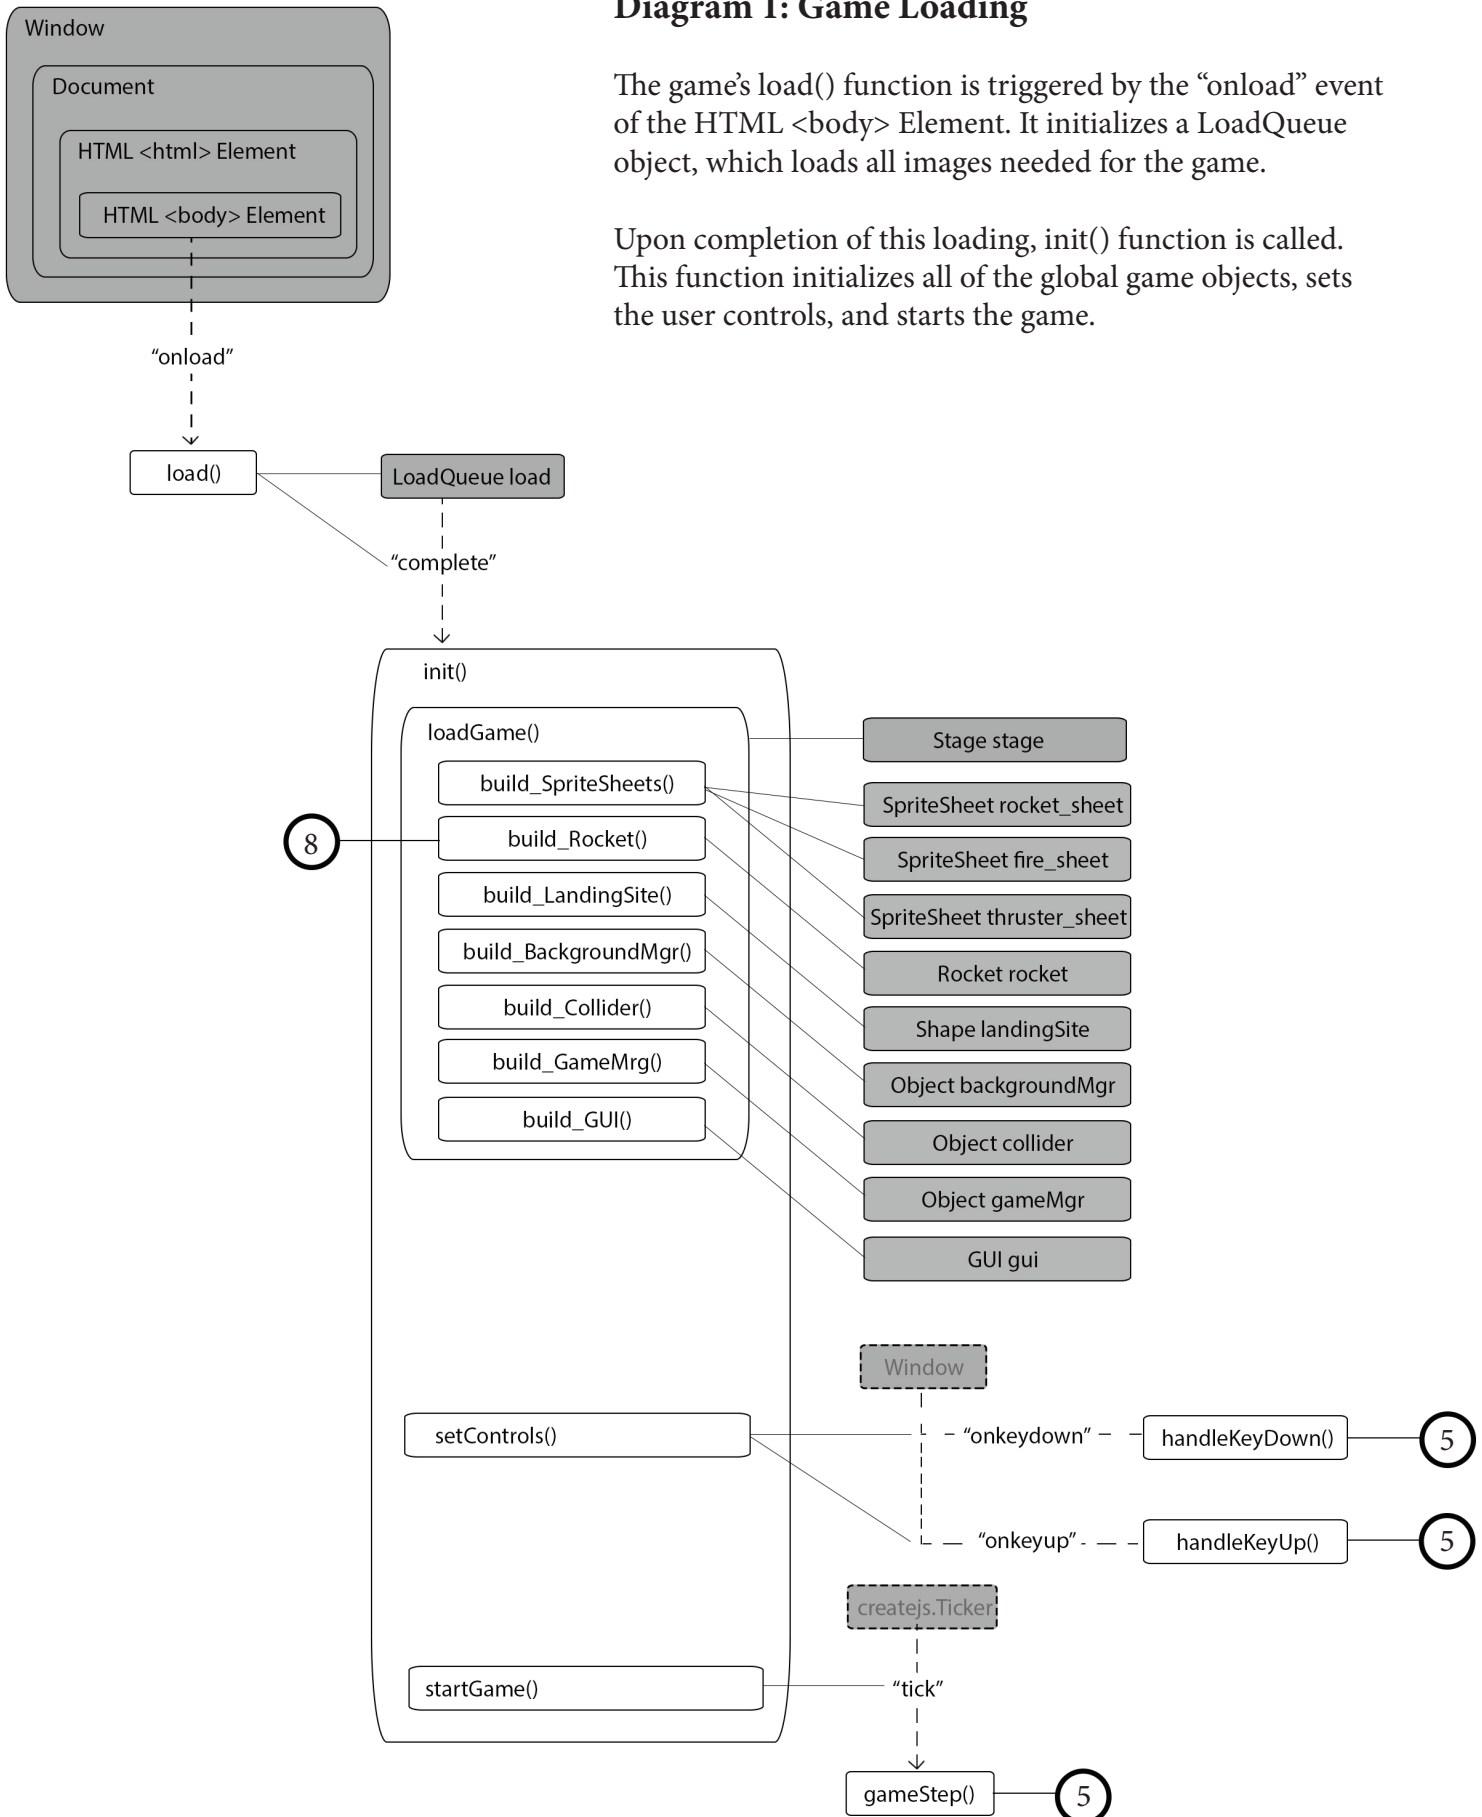 Diagram 1: Game Loading
The game’s load() function is triggered by the “onload” event
of the HTML <body> Element. It initializes a LoadQueue
object, which loads all images needed for the game.
Upon completion of this loading, init() function is called.
This function initializes all of the global game objects, sets
the user controls, and starts the game.
Window
Document
HTML <html> Element
HTML <body> Element
“onload”
load()
LoadQueue load
“complete”
init()
loadGame()
Stage stage
build_SpriteSheets()
SpriteSheet rocket_sheet
8
build_Rocket()
SpriteSheet fire_sheet
build_LandingSite()
SpriteSheet thruster_sheet
build_BackgroundMgr()
Rocket rocket
build_Collider()
Shape landingSite
build_GameMrg()
Object backgroundMgr
build_GUI()
Object collider
Object gameMgr
GUI gui
Window
setControls()
“onkeydown”
handleKeyDown()
5
“onkeyup”
handleKeyUp()
5
createjs.Ticker
startGame()
“tick”
gameStep()
5